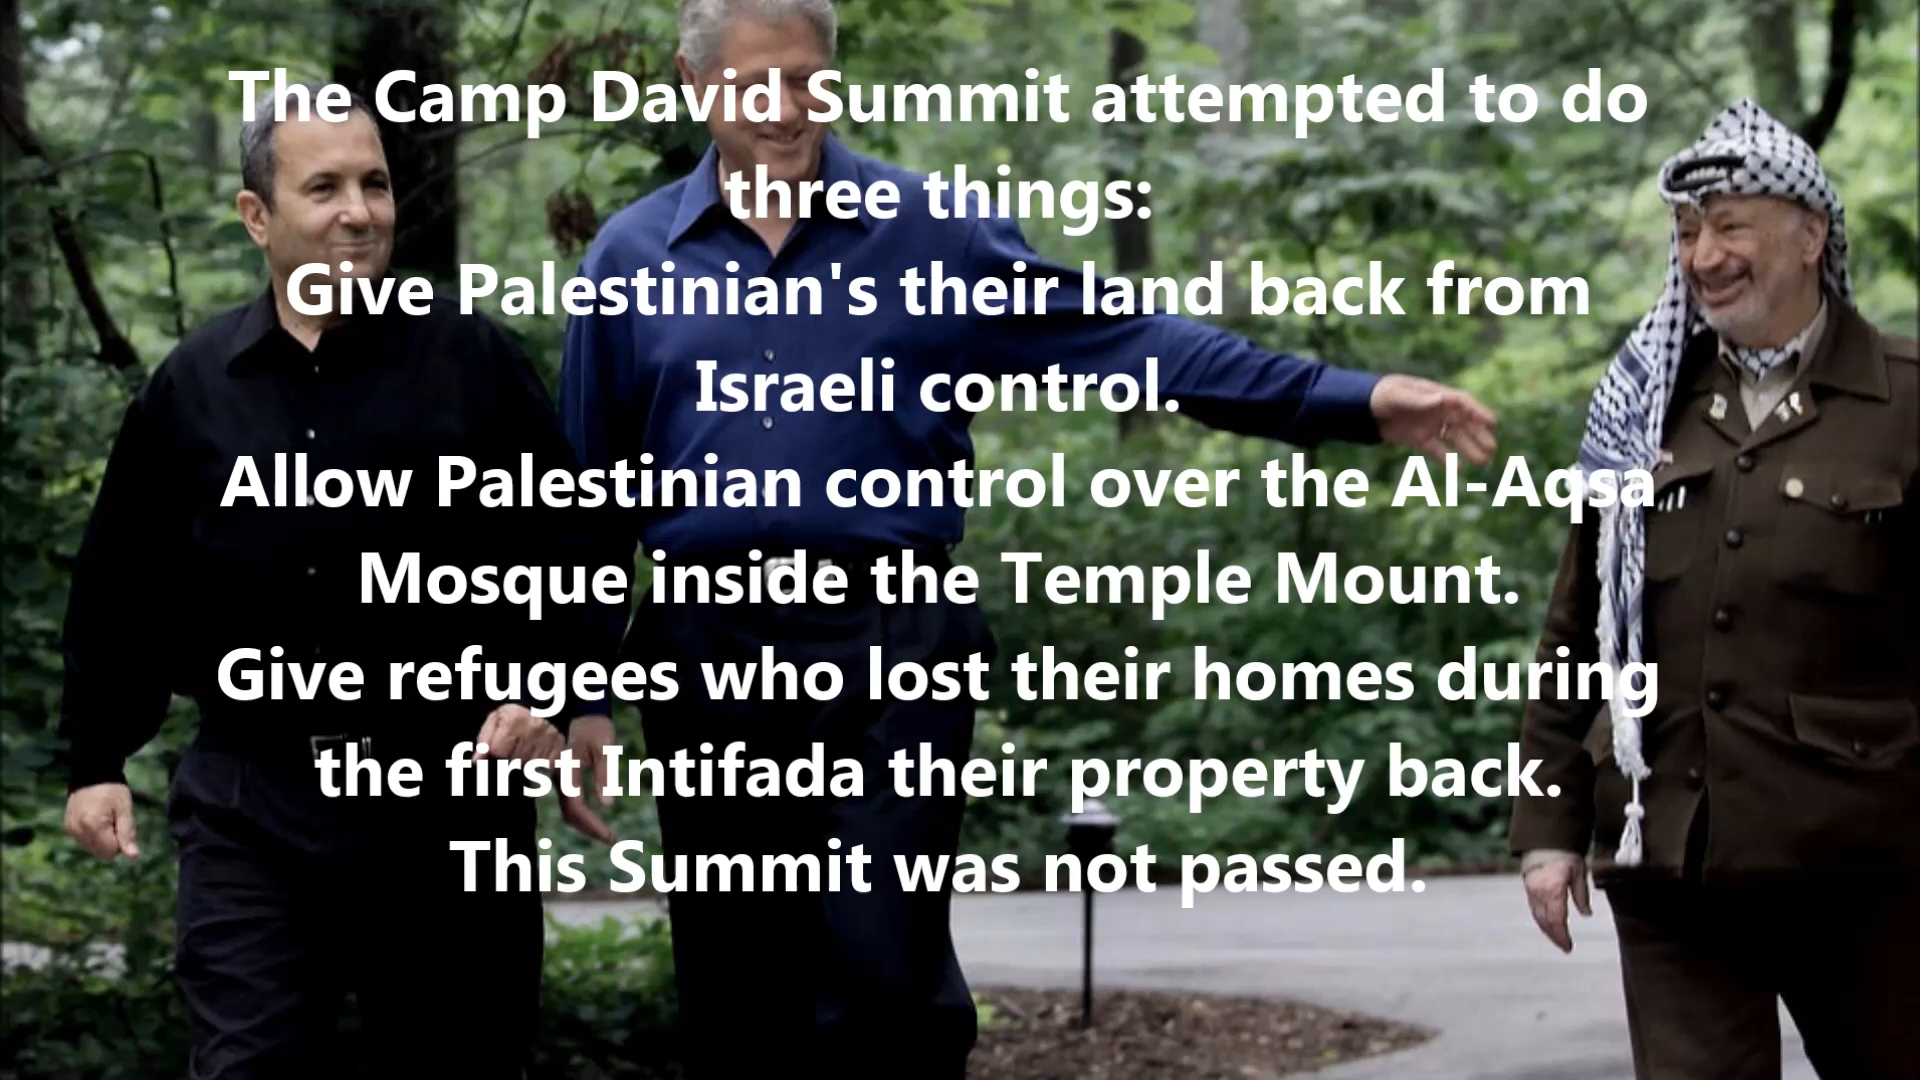 The Camp David Summit attempted to do
three things:
Give Palestinian's their land back from
Israeli control.
Allow Palestinian control over the Al-Aqsa
Mosque inside the Temple Mount.
Give refugees who lost their homes during
the first Intifada their property back.
This Summit was not passed.